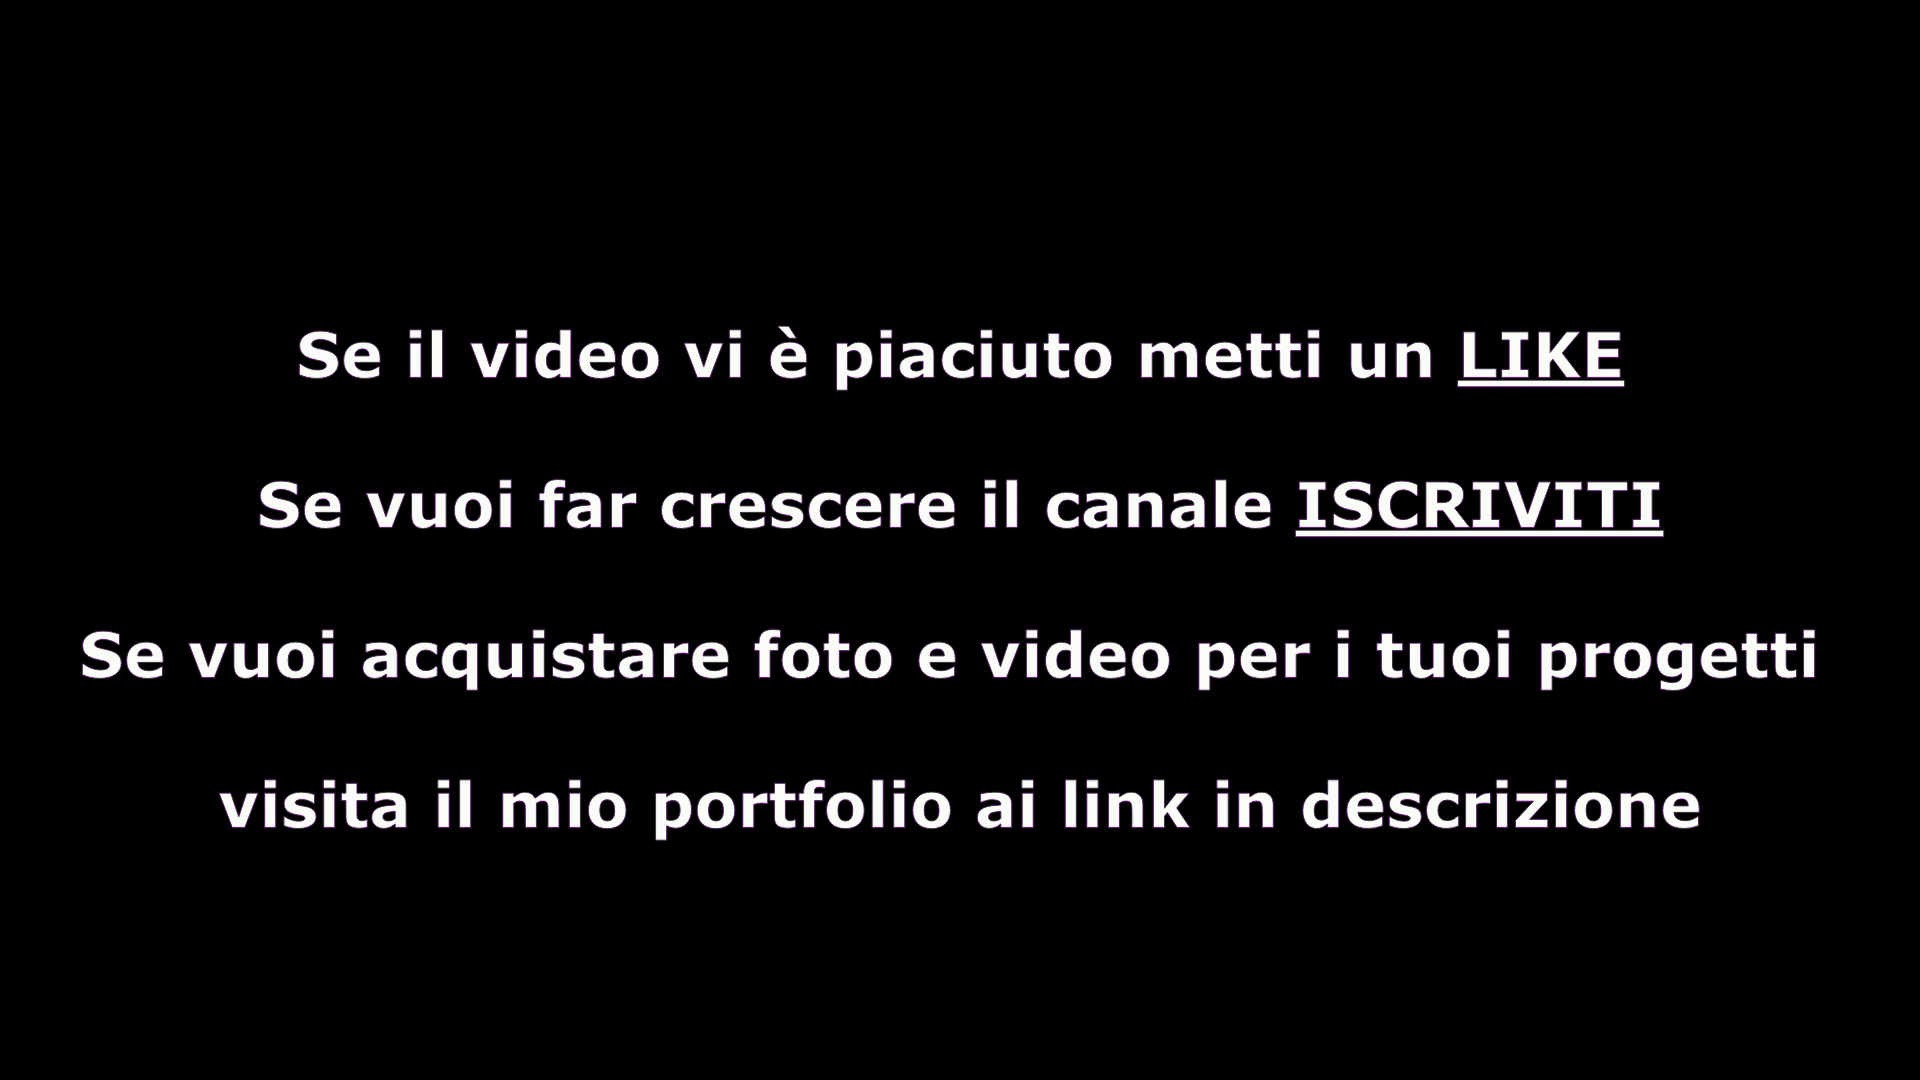 Se il video vi è piaciuto metti un LIKE
Se vuoi far crescere il canale ISCRIVITI
Se vuoi acquistare foto e video per i tuoi progetti
visita il mio portfolio ai link in descrizione